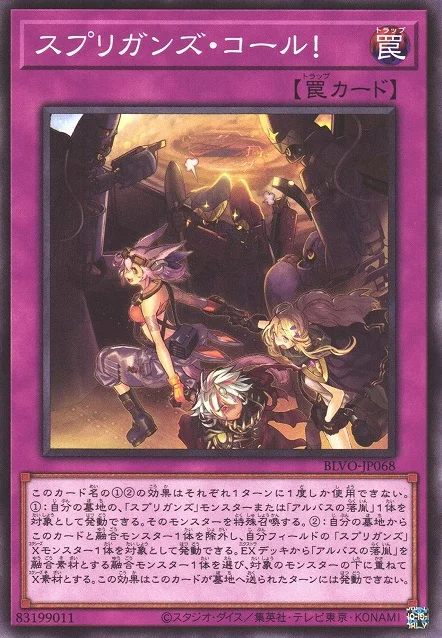 スプリガンズ・コール!
トラップ
罠
【罠カード】
BLVO-JP068
このカード名の①②の効果はそれぞれ1ターンに1度しか使用できない。
①:自分の墓地の、「スプリガンズ」モンスターまたは「アルバスの落胤」1体を
対象として発動できる。そのモンスターを特殊召喚する。②:自分の墓地から
このカードと融合モンスター1体を除外し、自分フィールドの「スプリガンズ」
Xモンスター1体を対象として発動できる。EXデッキから「アルバスの落胤」を
融合素材とする融合モンスター1体を選び、対象のモンスターの下に重ねて
X素材とする。この効果はこのカードが墓地へ送られたターンには発動できない。
83199011
©スタジオ・ダイス/集英社・テレビ東京・KONAMI